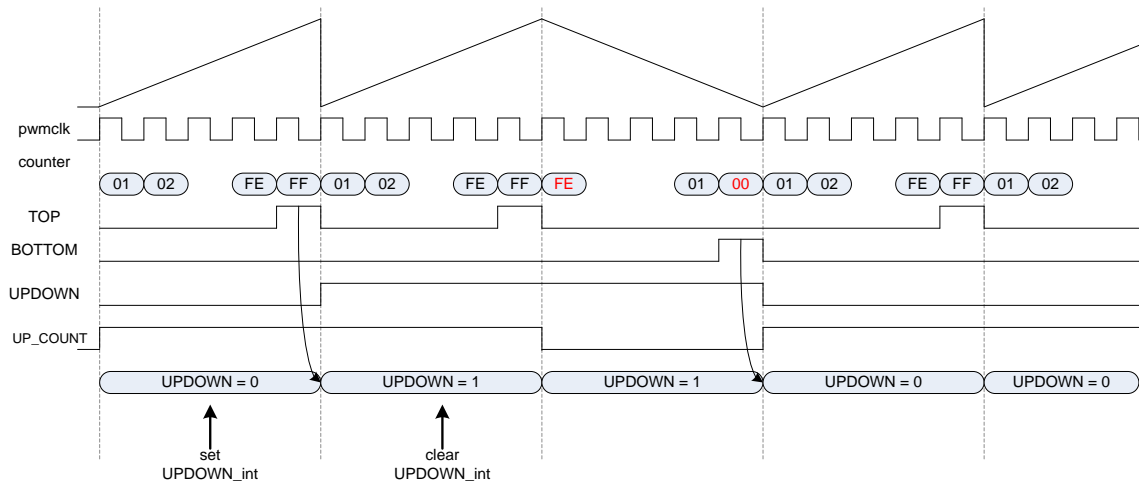 pwmclk
counter
01 02 FE FF 01 02 FE FF FE 01 00 01 02 FE FF 01 02
TOP
BOTTOM
UPDOWN
UP_COUNT
UPDOWN = 0 UPDOWN = 1 UPDOWN = 1 UPDOWN = 0 UPDOWN = 0
set clear
UPDOWN_int UPDOWN_int